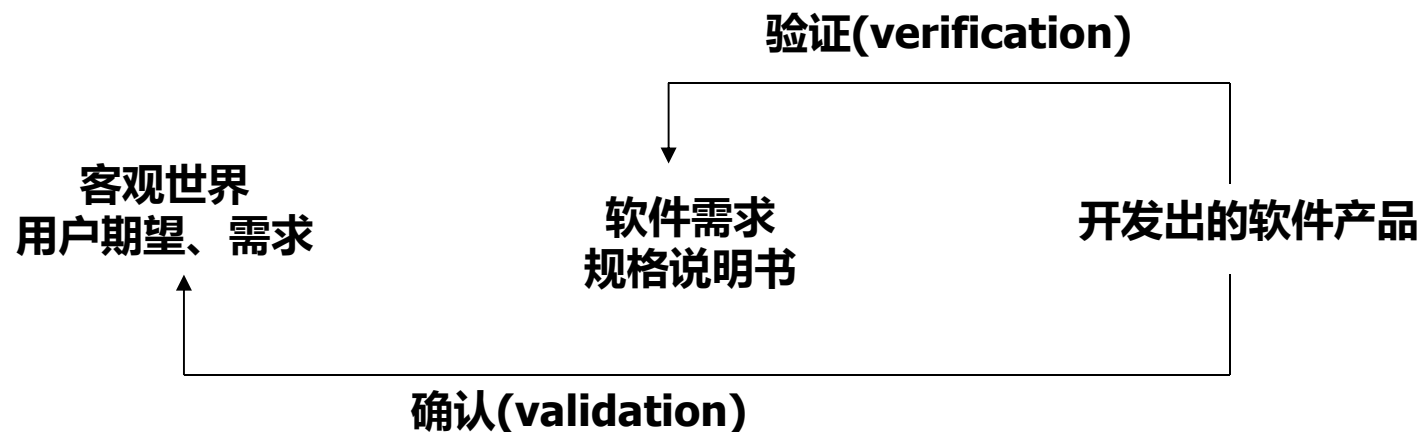 验证(verification)
客观世界
用户期望、需求
软件需求
规格说明书
开发出的软件产品
确认(validation)